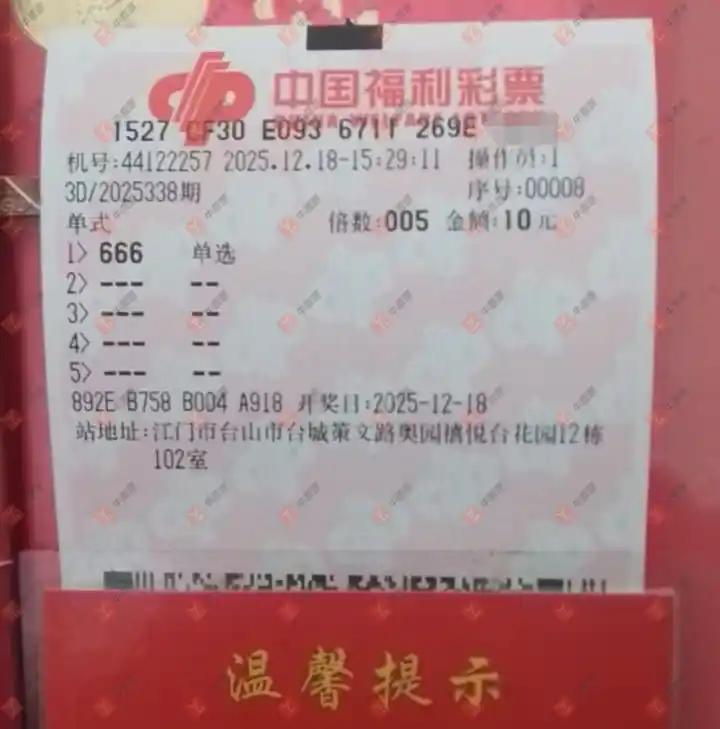 中国福利彩票
1527 CF30 E093 6711 269E
机号:44122257 2025.12.18-15:29:11 操作员:1
3D/2025338期 序号:00008
单式 倍数:005 金额:10元
1> 666 单选
2> --- --
3> --- --
4> --- --
5> --- --
892E B758 B004 A918 开奖日:2025-12-18
站地址:江门市台山市台城策文路奥园禧悦台花园12栋
102室
温馨提示